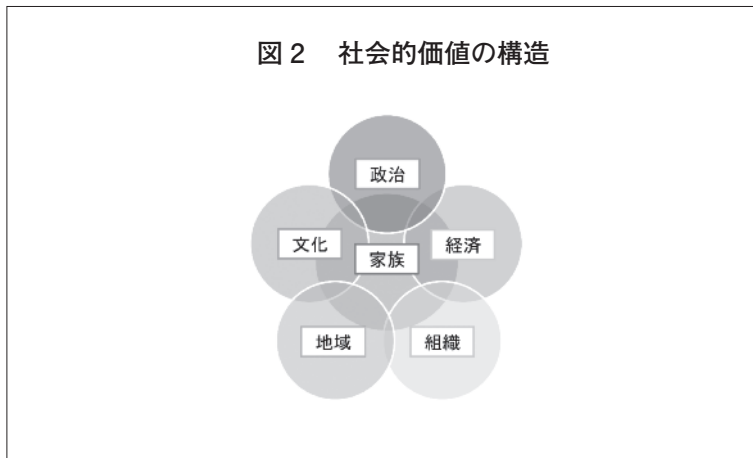 図2 社会的価値の構造
政治
文化
経済
家族
地域
組織